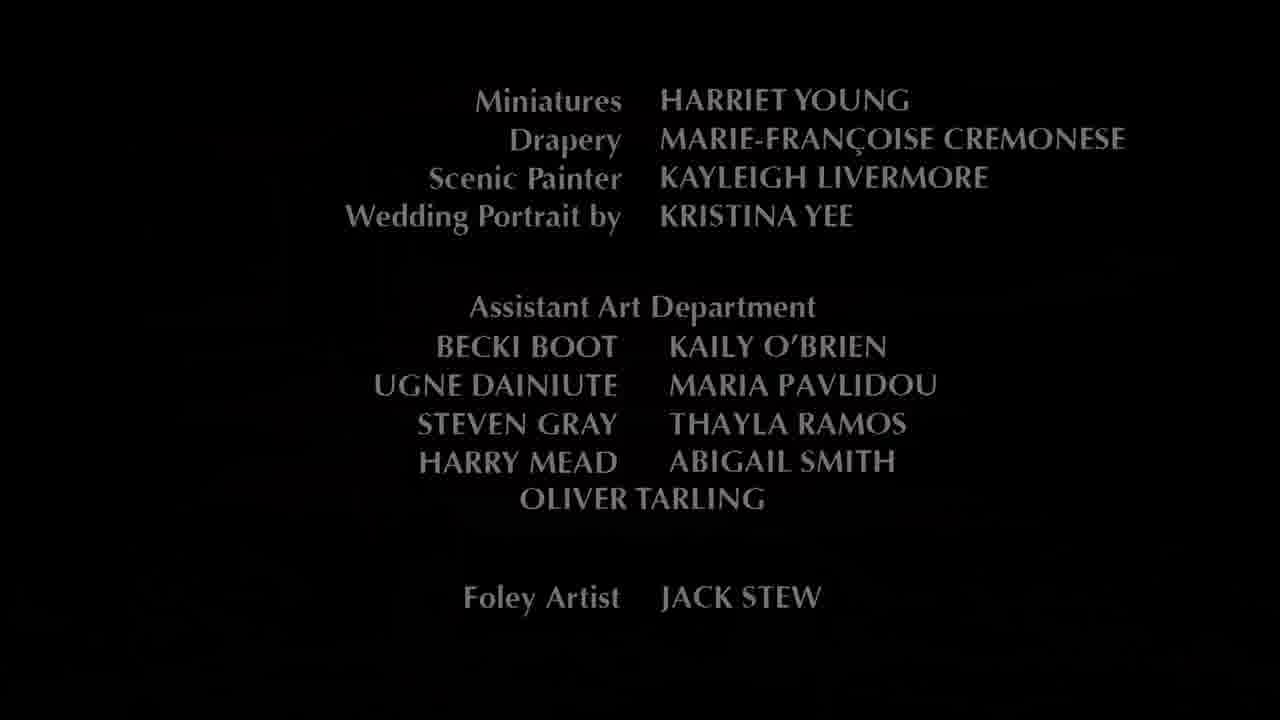 Miniatures HARRIET YOUNG
Drapery MARIE-FRANÇOISE CREMONESE
Scenic Painter KAYLEIGH LIVERMORE
Wedding Portrait by KRISTINA YEE
Assistant Art Department
BECKI BOOT KAILY O'BRIEN
UGNE DAINIUTE MARIA PAVLIDOU
STEVEN GRAY THAYLA RAMOS
HARRY MEAD ABIGAIL SMITH
OLIVER TARLING
Foley Artist JACK STEW